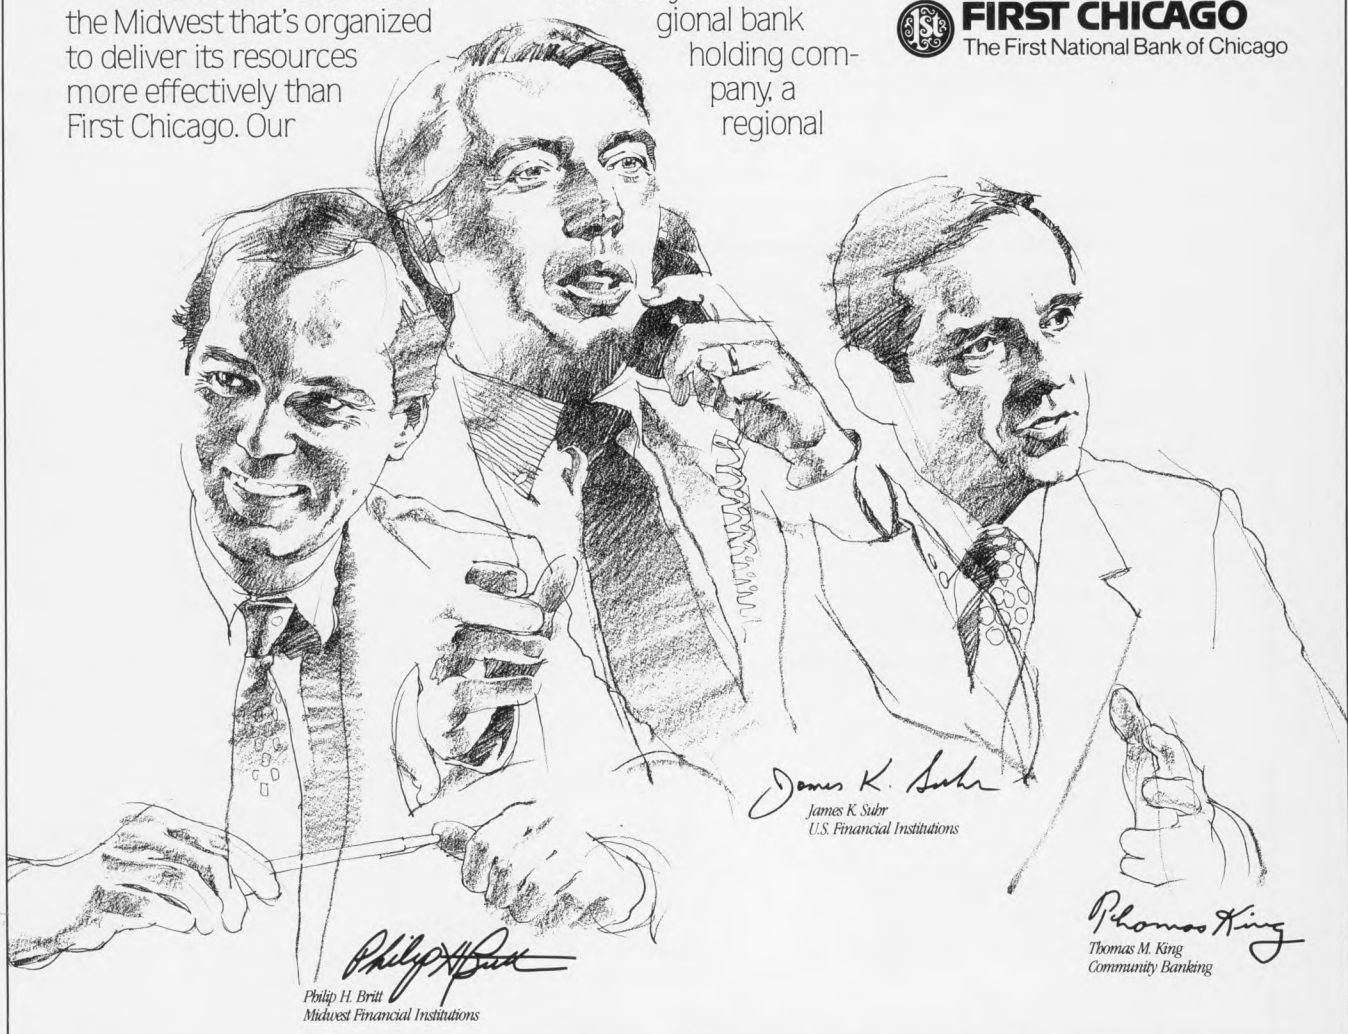 the Midwest that's organized
to deliver its resources
more effectively than
First Chicago. Our
gional bank
holding com-
pany, a
regional
1st
FIRST CHICAGO
The First National Bank of Chicago
James K. Suhr
James K. Suhr
U.S. Financial Institutions
Thomas King
Thomas M. King
Community Banking
Philip H Britt
Philip H. Britt
Midwest Financial Institutions